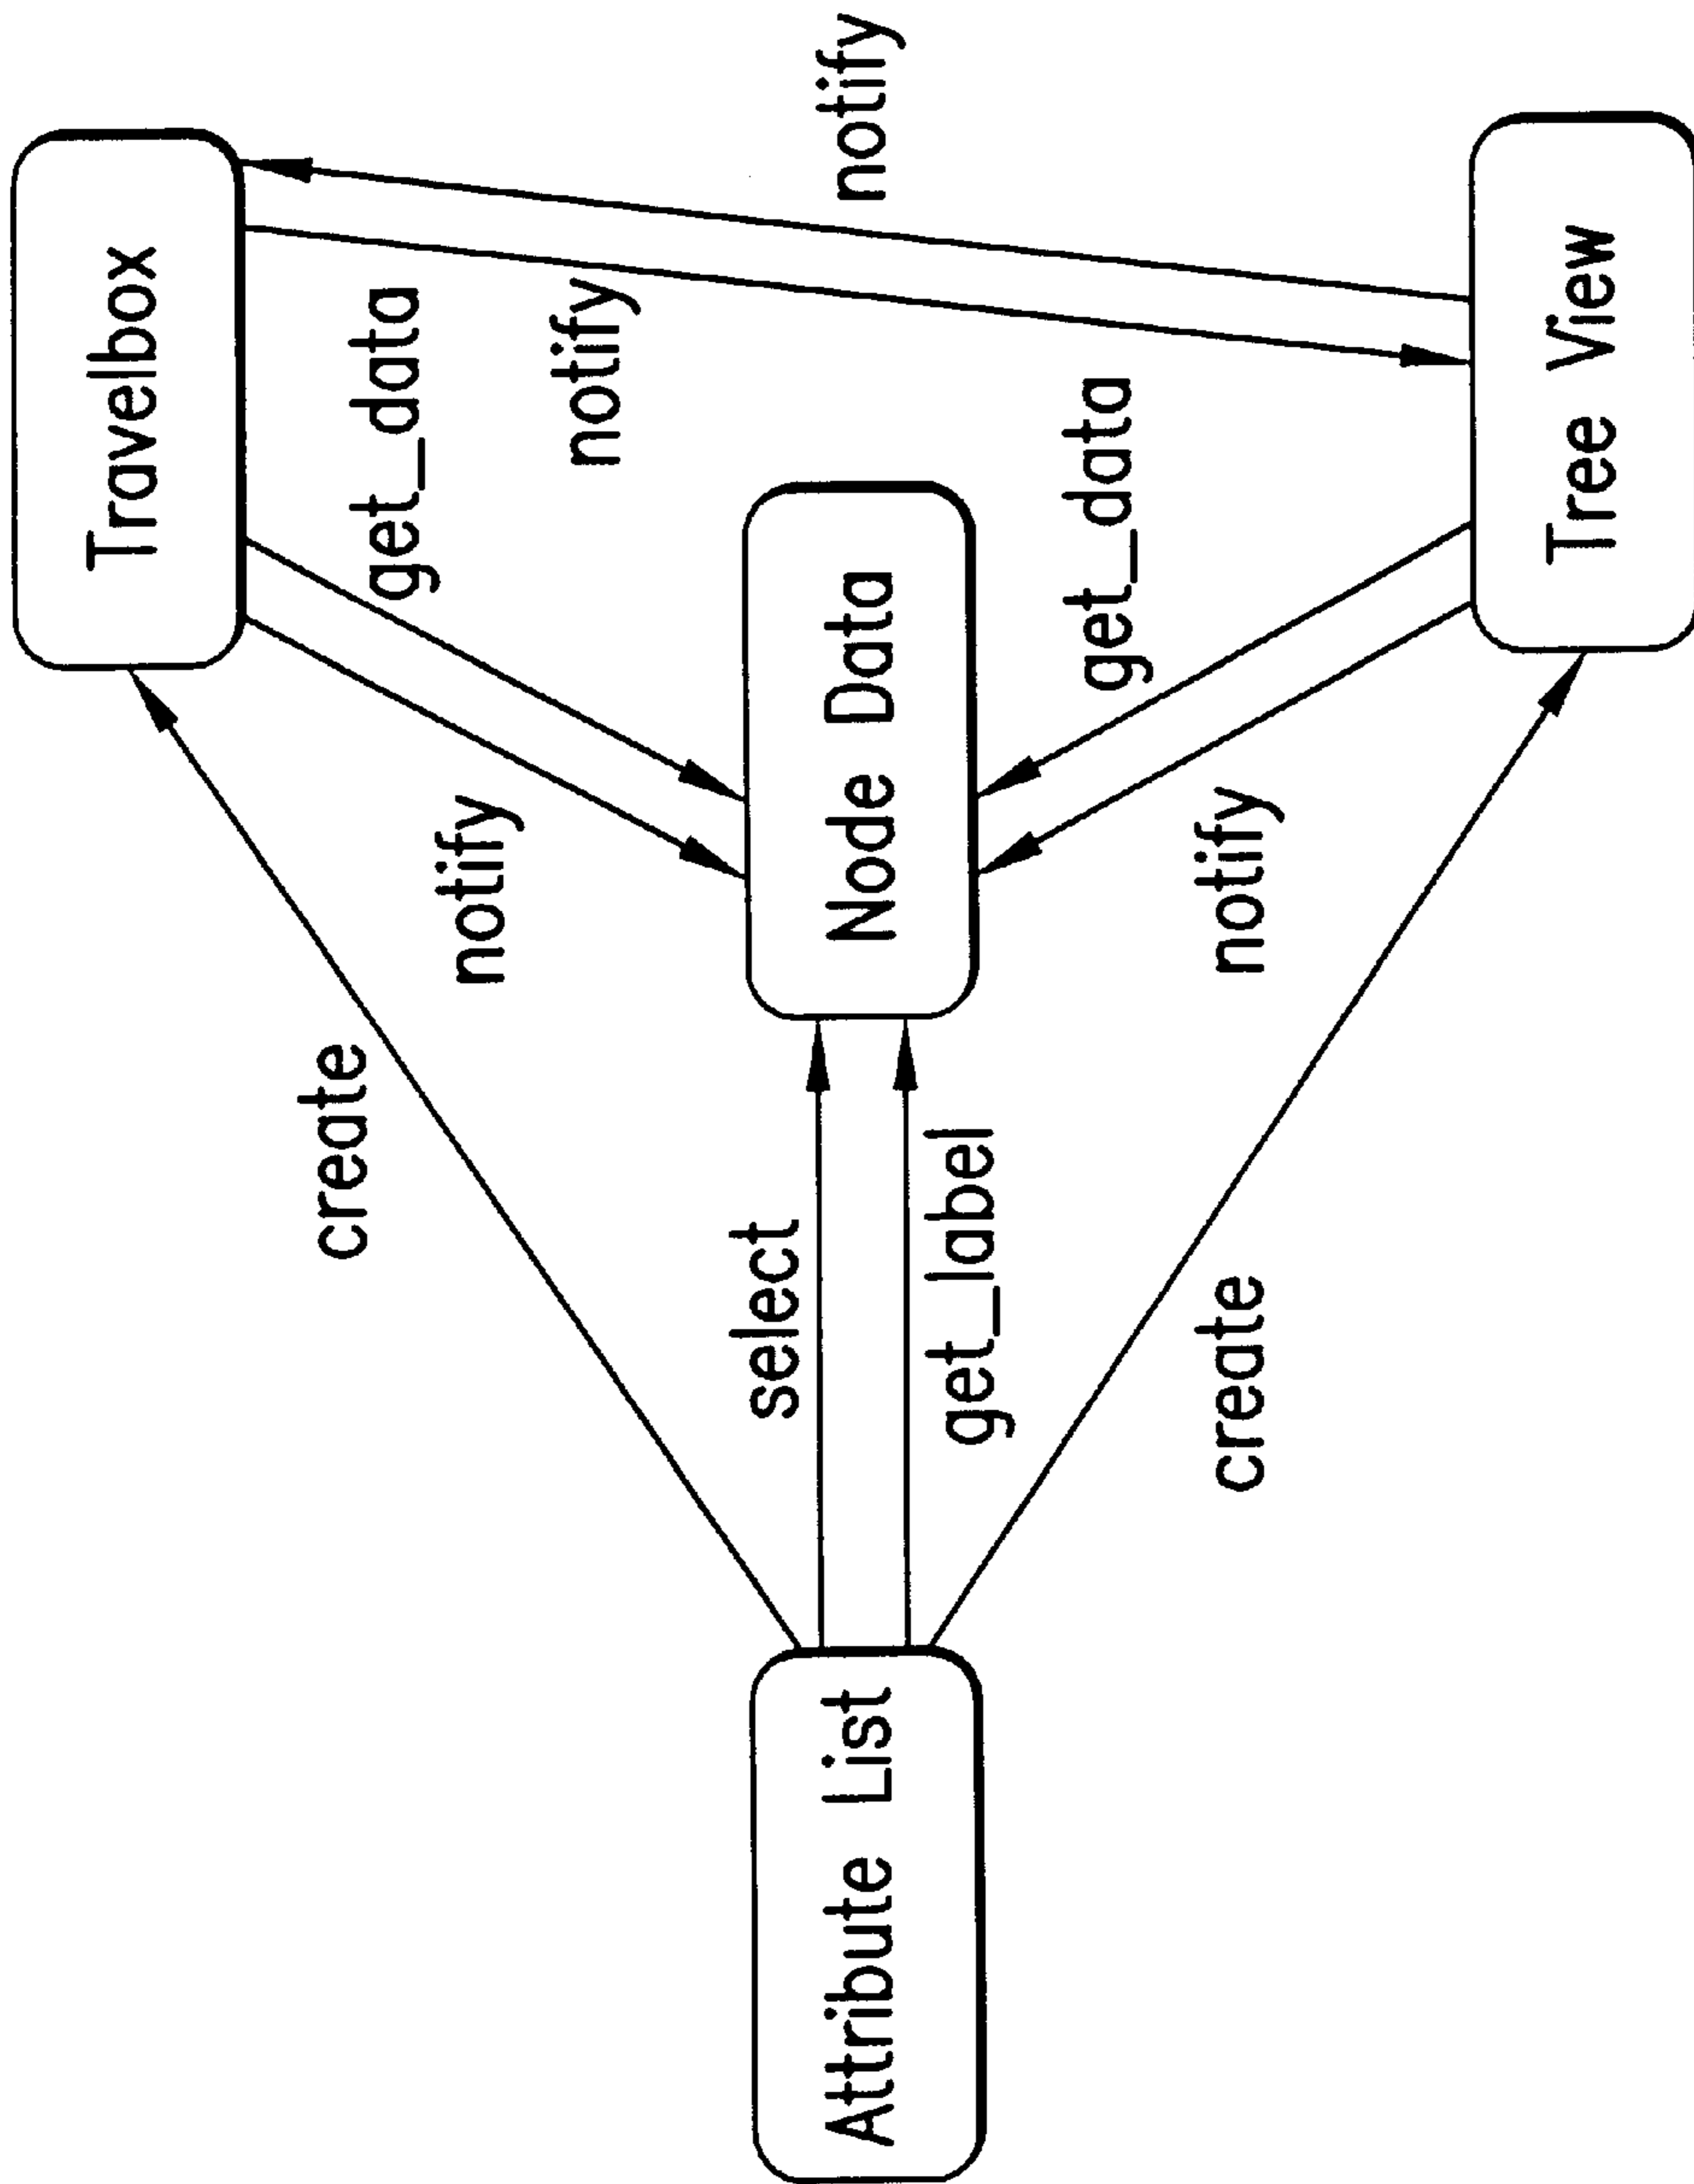 Travelbox
create
get_data
notify
notify
select
Attribute List
Node Data
notify
get_label
get_data
create
notify
Tree View